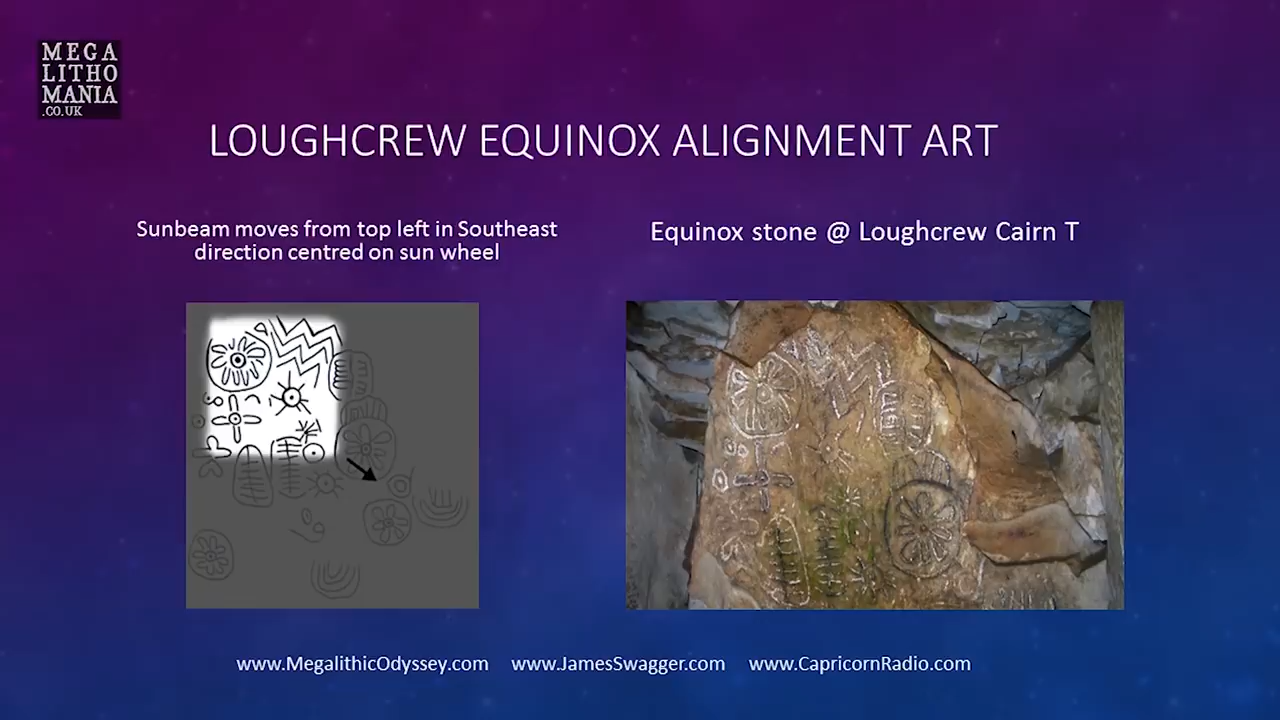 MEGA
LITHO
MANIA
.CO.UK
LOUGHCREW EQUINOX ALIGNMENT ART
Sunbeam moves from top left in Southeast
direction centred on sun wheel
Equinox stone @ Loughcrew Cairn T
www.MegalithicOdyssey.com www.JamesSwagger.com www.CapricornRadio.com